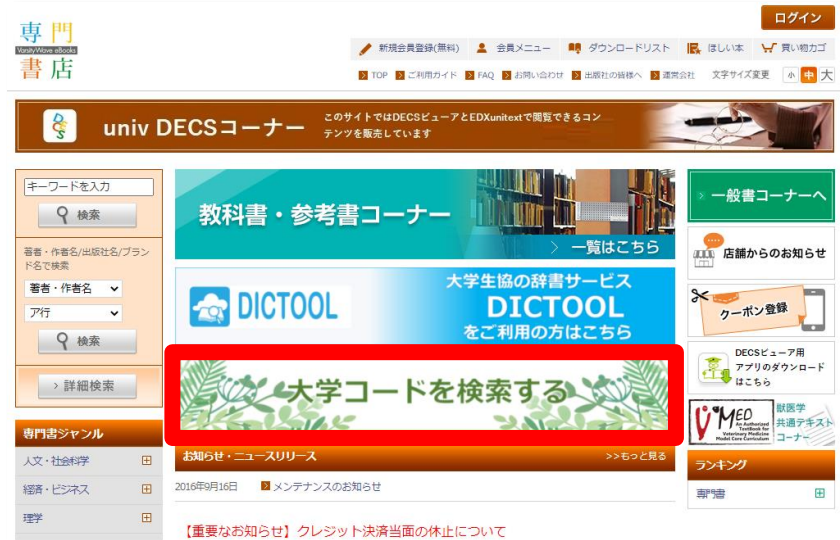 ログイン
専門
VarsityWave eBooks
書店
新規会員登録(無料) 会員メニュー ダウンロードリスト ほしい本 買い物カゴ
TOP ご利用ガイド FAQ お問い合わせ 出版社の皆様へ 運営会社 文字サイズ変更 小 中 大
DECS
univ DECSコーナー
このサイトではDECSビューアとEDXunitextで閲覧できるコン
テンツを販売しています
キーワードを入力
検索
著者・作者名/出版社名/ブラン
ド名で検索
著者・作者名
ア行
検索
詳細検索
専門書ジャンル
人文・社会科学
経済・ビジネス
理学
教科書・参考書コーナー
一覧はこちら
DICTOOL
大学生協の辞書サービス
DICTOOL
をご利用の方はこちら
大学コードを検索する
お知らせ・ニュースリリース >>もっと見る
2016年9月16日 メンテナンスのお知らせ
【重要なお知らせ】クレジット決済当面の休止について
一般書コーナーへ
店舗からのお知らせ
クーポン登録
DECSビューア用
アプリのダウンロード
はこちら
VMED
An Authorized
TextBook for
Veterinary Medicine
Model Core Curriculum
獣医学
共通テキスト
コーナー
ランキング
専門書